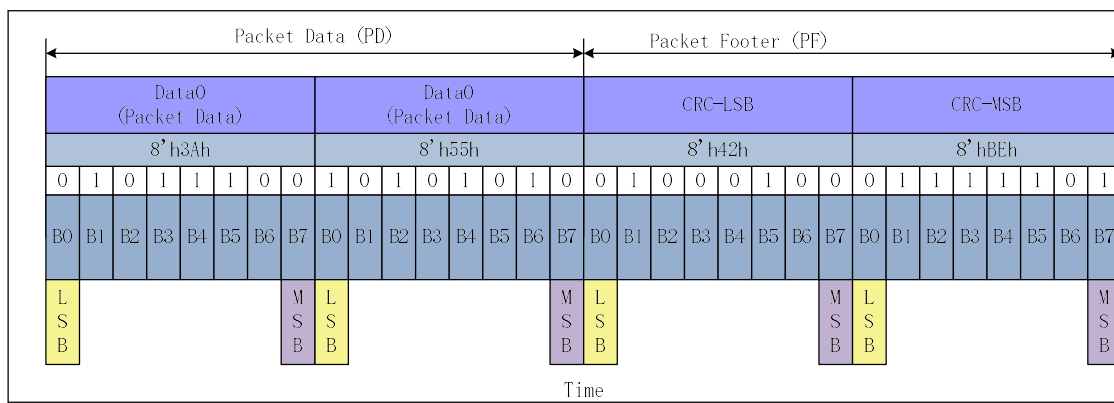 Packet Data (PD) Packet Footer (PF)
Data0 Data0 CRC-LSB CRC-MSB
(Packet Data) (Packet Data)
8'h3Ah 8'h55h 8'h42h 8'hBEh
0 1 0 1 1 1 0 0 1 0 1 0 1 0 1 0 0 1 0 0 0 1 0 0 0 1 1 1 1 1 0 1
B0 B1 B2 B3 B4 B5 B6 B7 B0 B1 B2 B3 B4 B5 B6 B7 B0 B1 B2 B3 B4 B5 B6 B7 B0 B1 B2 B3 B4 B5 B6 B7
L M L M L M L M
S S S S S S S S
B B B B B B B B
Time